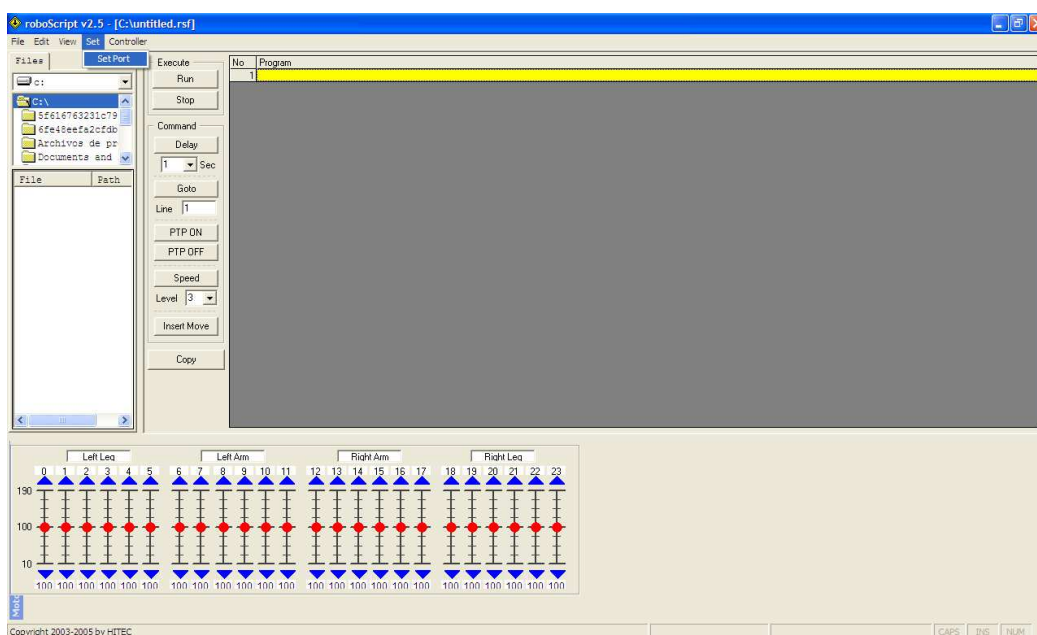 roboScript v2.5 - [C:\untitled.rsf]
File Edit View Set Controller
Set Port
Files
c:
C:\
5f616763231c79
6fe48eefa2cfdb
Archivos de pr
Documents and
File Path
Execute
Run
Stop
Command
Delay
1 Sec
Goto
Line 1
PTP ON
PTP OFF
Speed
Level 3
Insert Move
Copy
No Program
1
Left Leg Left Arm Right Arm Right Leg
0 1 2 3 4 5 6 7 8 9 10 11 12 13 14 15 16 17 18 19 20 21 22 23
190
100
10
100 100 100 100 100 100 100 100 100 100 100 100 100 100 100 100 100 100 100 100 100 100 100 100
Moto
Copyright 2003-2005 by HITEC
CAPS INS NUM